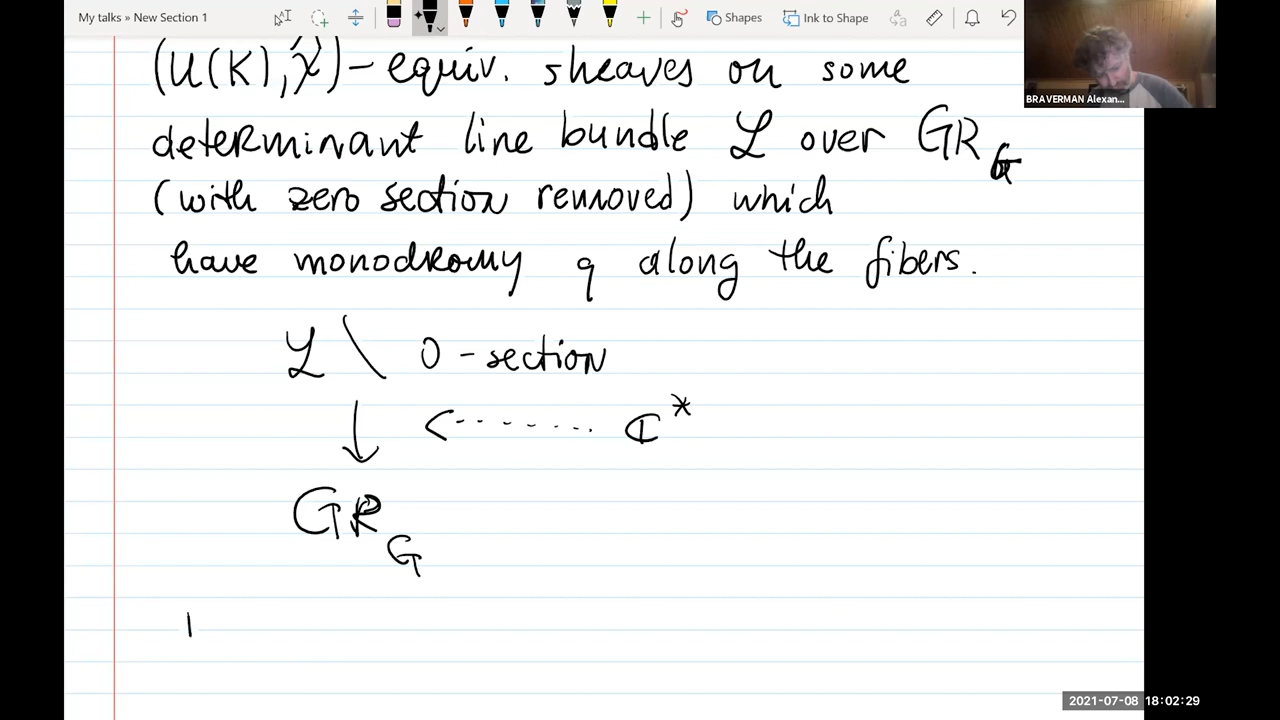 My talks » New Section 1
Shapes
Ink to Shape
BRAVERMAN Alexan...
(U(K), χ) - equiv. sheaves on some
determinant line bundle ℒ over GR_G
(with zero section removed) which
have monodromy q along the fibers.
ℒ \ 0 - section
↓ <······· ℂ*
GR_G
2021-07-08 18:02:29